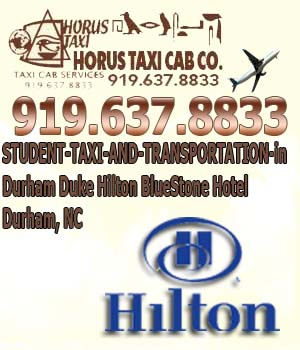 HORUS
TAXI
HORUS TAXI CAB CO.
TAXI CAB SERVICES
919.637.8833
919.637.8833
919.637.8833
STUDENT-TAXI-AND-TRANSPORTATION-in
Durham Duke Hilton BlueStone Hotel
Durham, NC
H
Hilton